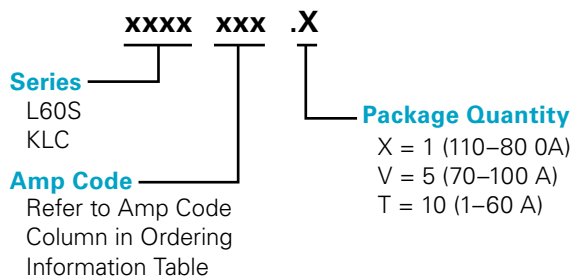 xxxx xxx .X
Series
L60S
KLC
Amp Code
Refer to Amp Code
Column in Ordering
Information Table
Package Quantity
X = 1 (110–80 0A)
V = 5 (70–100 A)
T = 10 (1–60 A)